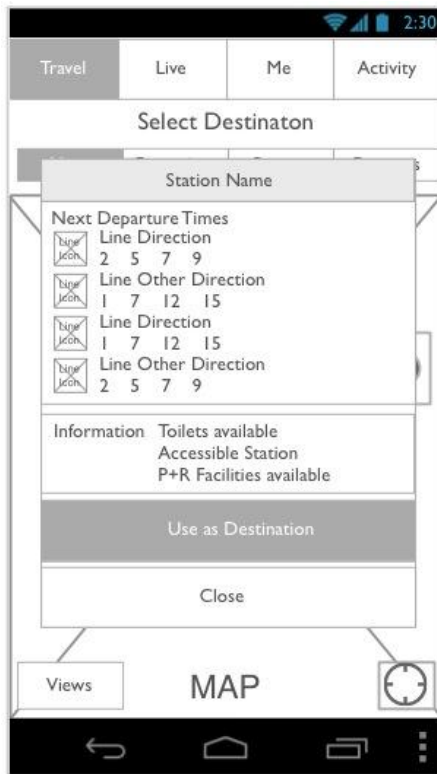 2:30
Travel Live Me Activity
Select Destinaton
Station Name
Next Departure Times
Line Icon
Line Direction
2 5 7 9
Line Icon
Line Other Direction
1 7 12 15
Line Icon
Line Direction
1 7 12 15
Line Icon
Line Other Direction
2 5 7 9
Information Toilets available
Accessible Station
P+R Facilities available
Use as Destination
Close
Views MAP